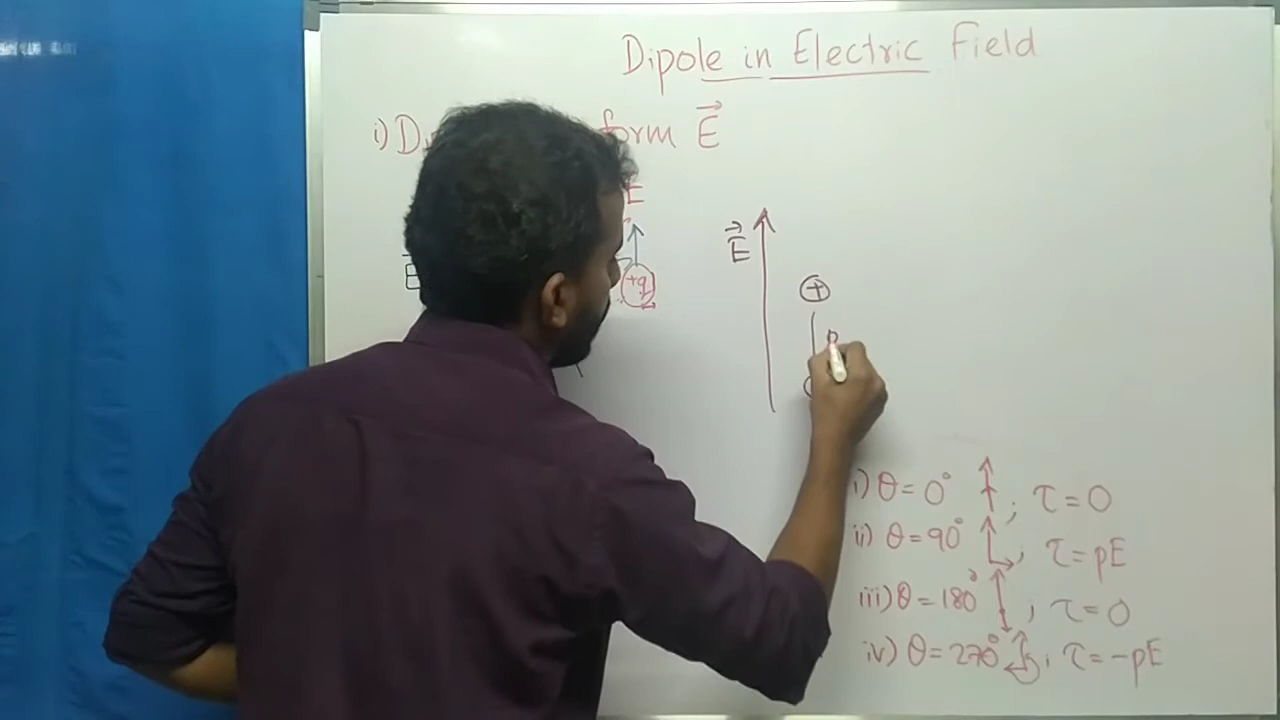 Dipole in Electric field
i) D form E⃗
E
E
+q
E⃗
+
p
i) θ = 0° ; τ = 0
ii) θ = 90° ; τ = pE
iii) θ = 180° ; τ = 0
iv) θ = 270° ; τ = -pE